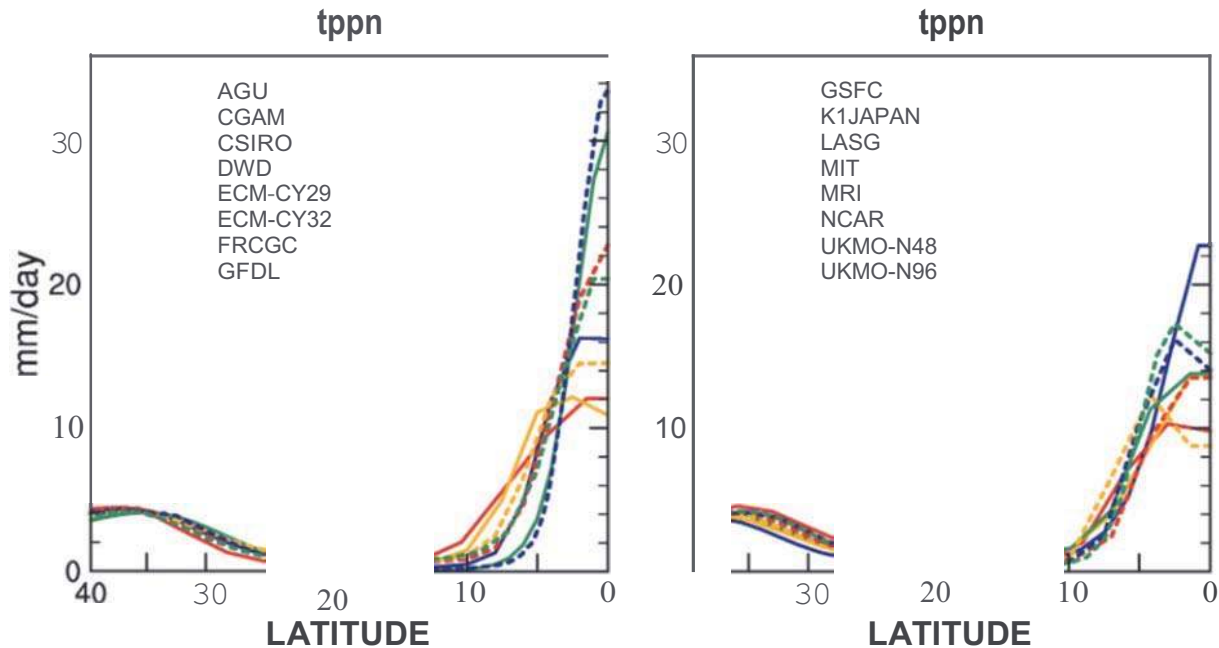 tppn
tppn
AGU
CGAM
CSIRO
DWD
ECM-CY29
ECM-CY32
FRCGC
GFDL
GSFC
K1JAPAN
LASG
MIT
MRI
NCAR
UKMO-N48
UKMO-N96
mm/day
30
20
10
0
30
20
10
40
30
20
10
0
30
20
10
0
LATITUDE
LATITUDE